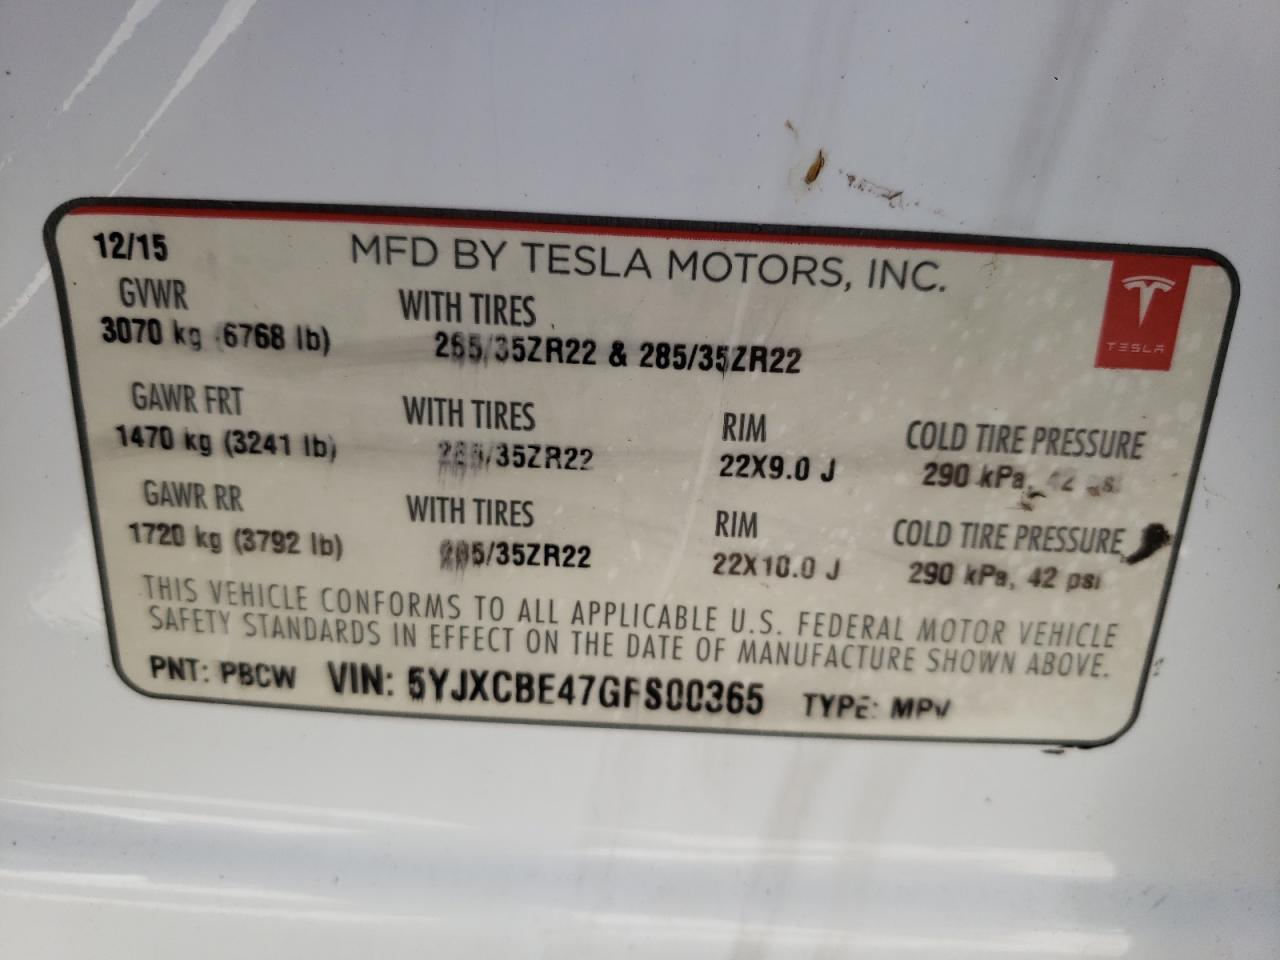 12/15 MFD BY TESLA MOTORS, INC.
TESLA
GVWR WITH TIRES
3070 kg (6768 lb) 265/35ZR22 & 285/35ZR22
GAWR FRT WITH TIRES RIM COLD TIRE PRESSURE
1470 kg (3241 lb) 22X9.0 J 290 kPa, 42 psi
GAWR RR WITH TIRES RIM COLD TIRE PRESSURE
1720 kg (3792 lb) 285/35ZR22 22X10.0 J 290 kPa, 42 psi
THIS VEHICLE CONFORMS TO ALL APPLICABLE U.S. FEDERAL MOTOR VEHICLE
SAFETY STANDARDS IN EFFECT ON THE DATE OF MANUFACTURE SHOWN ABOVE.
PNT: PBCW VIN: 5YJXCBE47GFS00365 TYPE: MPV